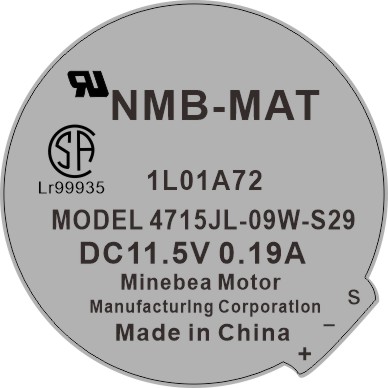 NMB-MAT
Lr99935
1L01A72
MODEL 4715JL-09W-S29
DC11.5V 0.19A
Minebea Motor
Manufacturing Corporation
Made in China
S
−
+